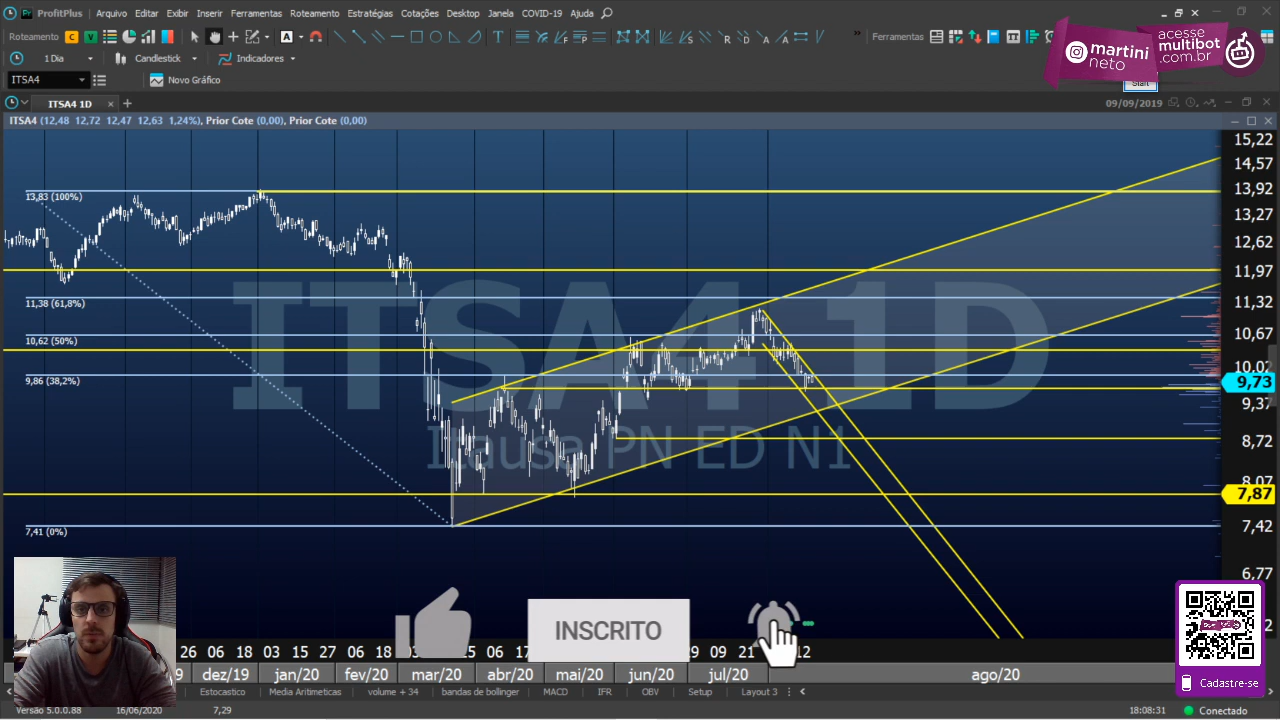 ProfitPlus Arquivo Editar Exibir Inserir Ferramentas Roteamento Estratégias Cotações Desktop Janela COVID-19 Ajuda
Roteamento C V A Ferramentas
1 Dia Candlestick Indicadores
ITSA4 Novo Gráfico
martini
neto
acesse
multibot
.com.br
Start
ITSA4 1D 09/09/2019
ITSA4 (12,48 12,72 12,47 12,63 1,24%), Prior Cote (0,00), Prior Cote (0,00)
15,22
14,57
13,92
13,27
12,62
11,97
11,32
10,67
10,02
9,73
9,37
8,72
8,07
7,87
7,42
6,77
13,83 (100%)
11,38 (61,8%)
10,62 (50%)
9,86 (38,2%)
7,41 (0%)
ITSA4 1D
Itausa PN ED N1
INSCRITO
Cadastre-se
26 06 18 03 15 27 06 18 03 25 06 17 29 09 21 12
dez/19 jan/20 fev/20 mar/20 abr/20 mai/20 jun/20 jul/20 ago/20
Estocastico Media Aritmeticas volume + 34 bandas de bollinger MACD IFR OBV Setup Layout 3
Versão 5.0.0.88 16/06/2020 7,29 18:08:31 Conectado